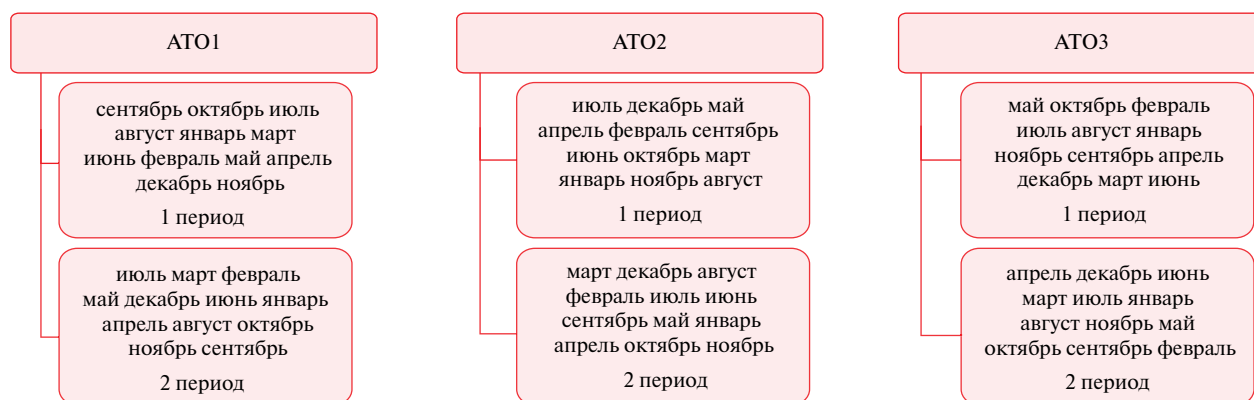 АТО1
сентябрь октябрь июль
август январь март
июнь февраль май апрель
декабрь ноябрь
1 период
июль март февраль
май декабрь июнь январь
апрель август октябрь
ноябрь сентябрь
2 период
АТО2
июль декабрь май
апрель февраль сентябрь
июнь октябрь март
январь ноябрь август
1 период
март декабрь август
февраль июль июнь
сентябрь май январь
апрель октябрь ноябрь
2 период
АТО3
май октябрь февраль
июль август январь
ноябрь сентябрь апрель
декабрь март июнь
1 период
апрель декабрь июнь
март июль январь
август ноябрь май
октябрь сентябрь февраль
2 период